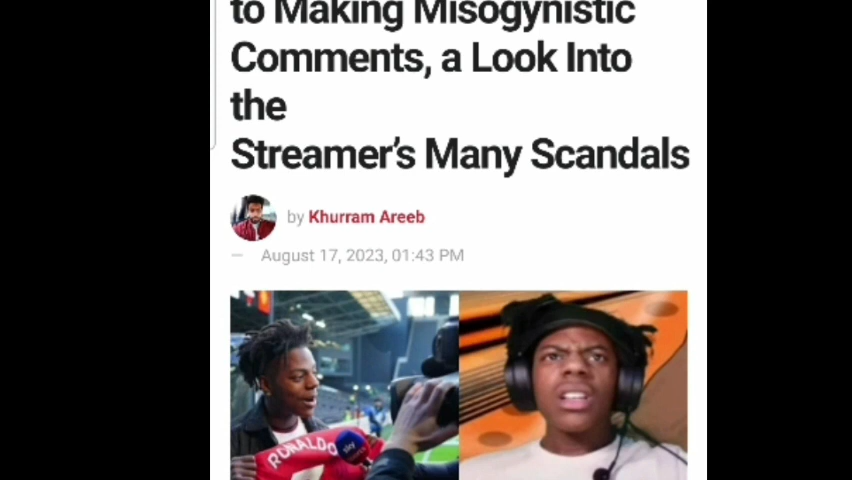 to Making Misogynistic
Comments, a Look Into
the
Streamer's Many Scandals
by Khurram Areeb
— August 17, 2023, 01:43 PM
RONALDO
sky